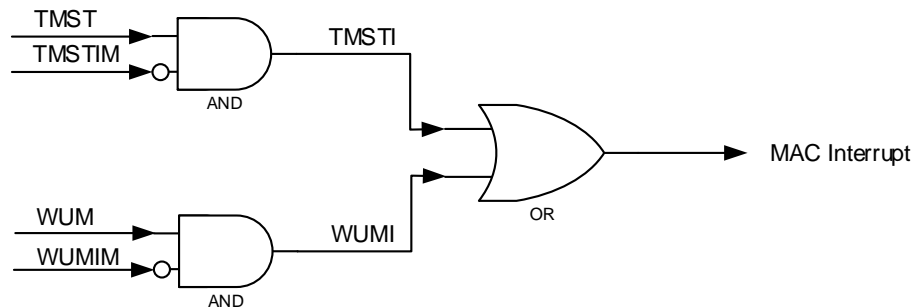 TMST
TMSTIM
AND
TMSTI
MAC Interrupt
OR
WUM
WUMIM
AND
WUMI